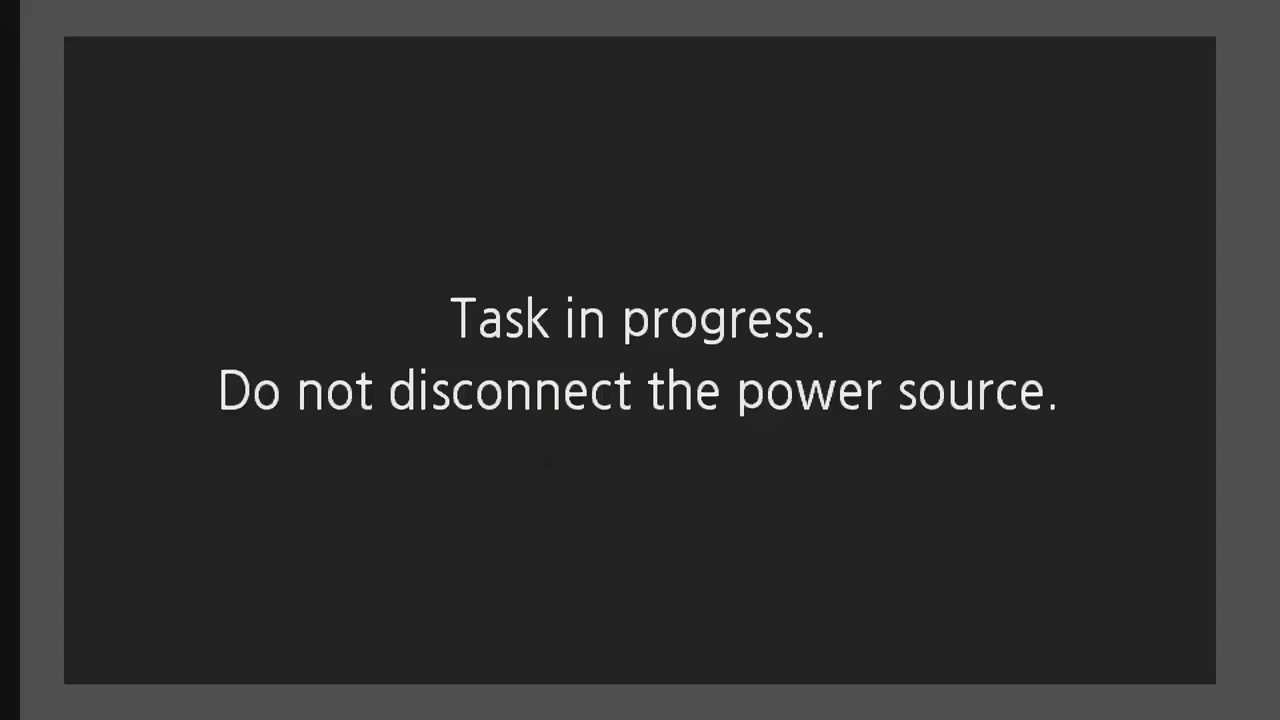 Task in progress.
Do not disconnect the power source.